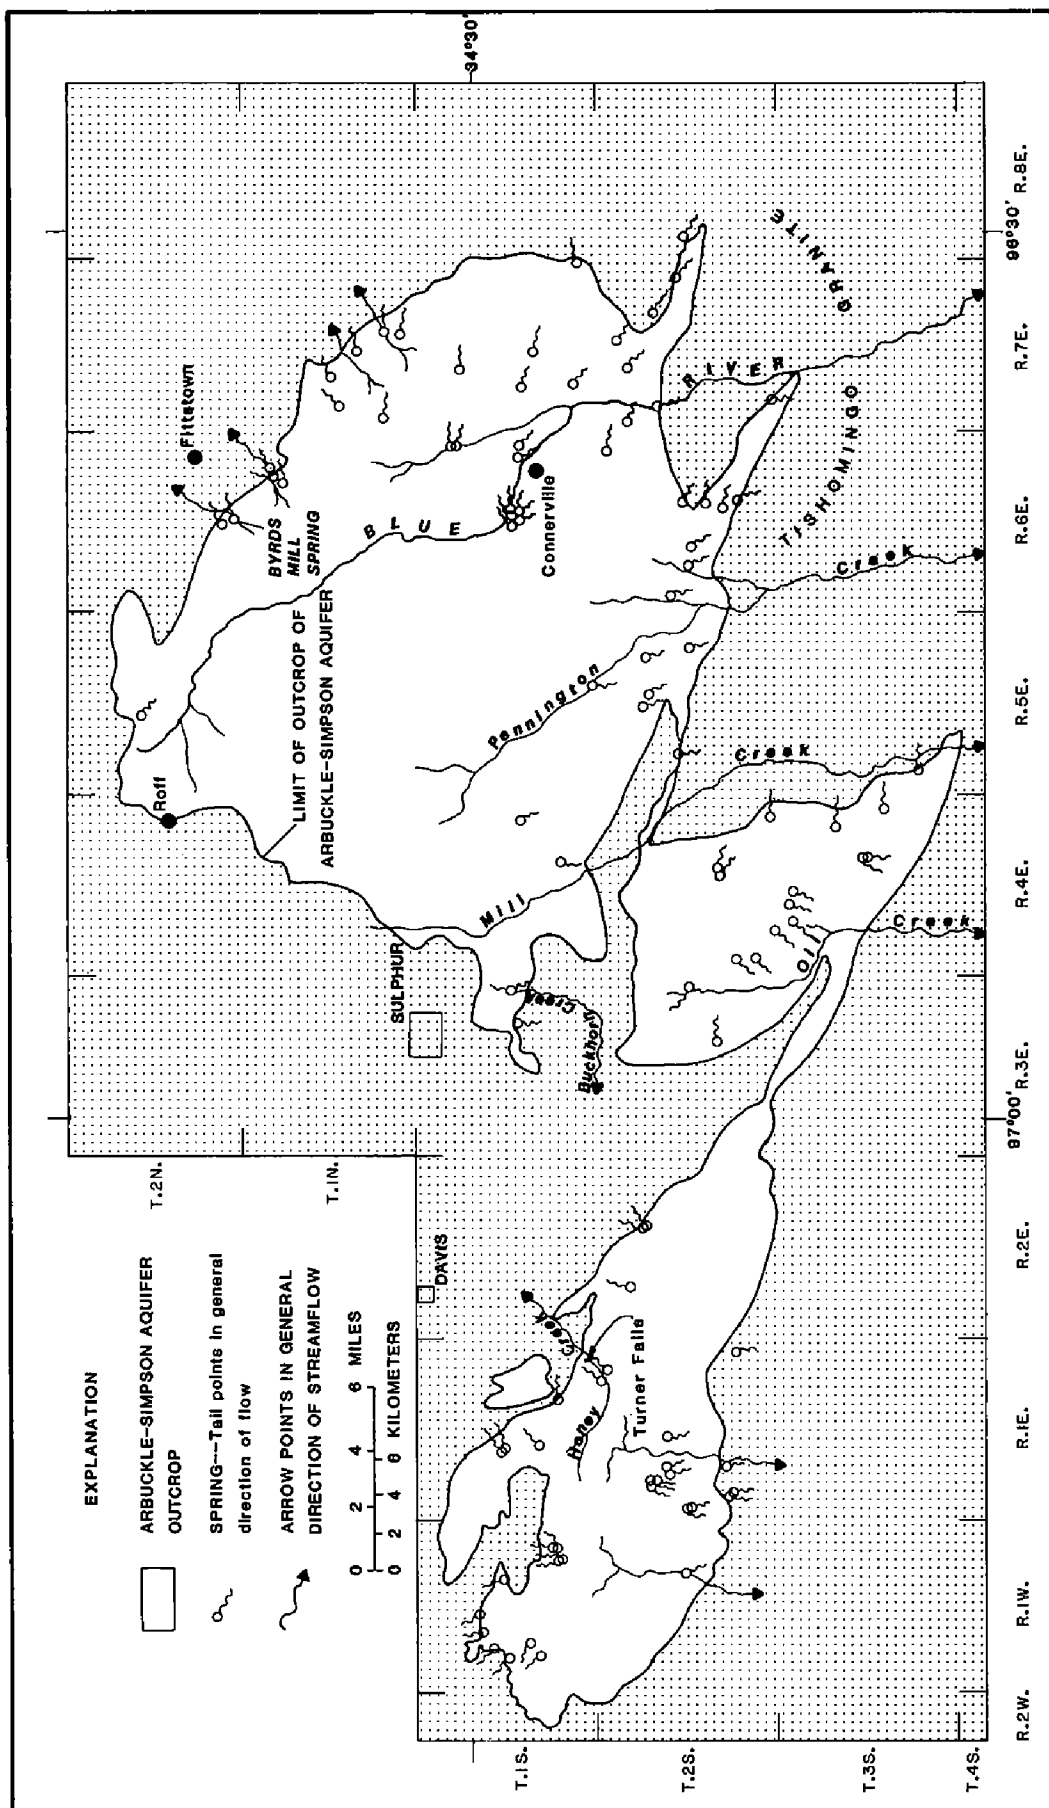 EXPLANATION
ARBUCKLE-SIMPSON AQUIFER
OUTCROP
SPRING--Tail points in general
direction of flow
ARROW POINTS IN GENERAL
DIRECTION OF STREAMFLOW
0 2 4 6 MILES
0 2 4 6 KILOMETERS
T.2N.
T.1N.
T.1S.
T.2S.
T.3S.
T.4S.
R.2W.
R.1W.
R.1E.
R.2E.
R.3E.
R.4E.
R.5E.
R.6E.
R.7E.
R.8E.
97°00'
96°30'
34°30'
Roff
Fittstown
BYRDS
MILL
SPRING
LIMIT OF OUTCROP OF
ARBUCKLE-SIMPSON AQUIFER
SULPHUR
DAVIS
Connerville
BLUE
RIVER
Pennington
Creek
Mill
Creek
Buckhorn
Creek
Oil
Creek
Honey
Creek
Turner Falls
TISHOMINGO
GRANITE